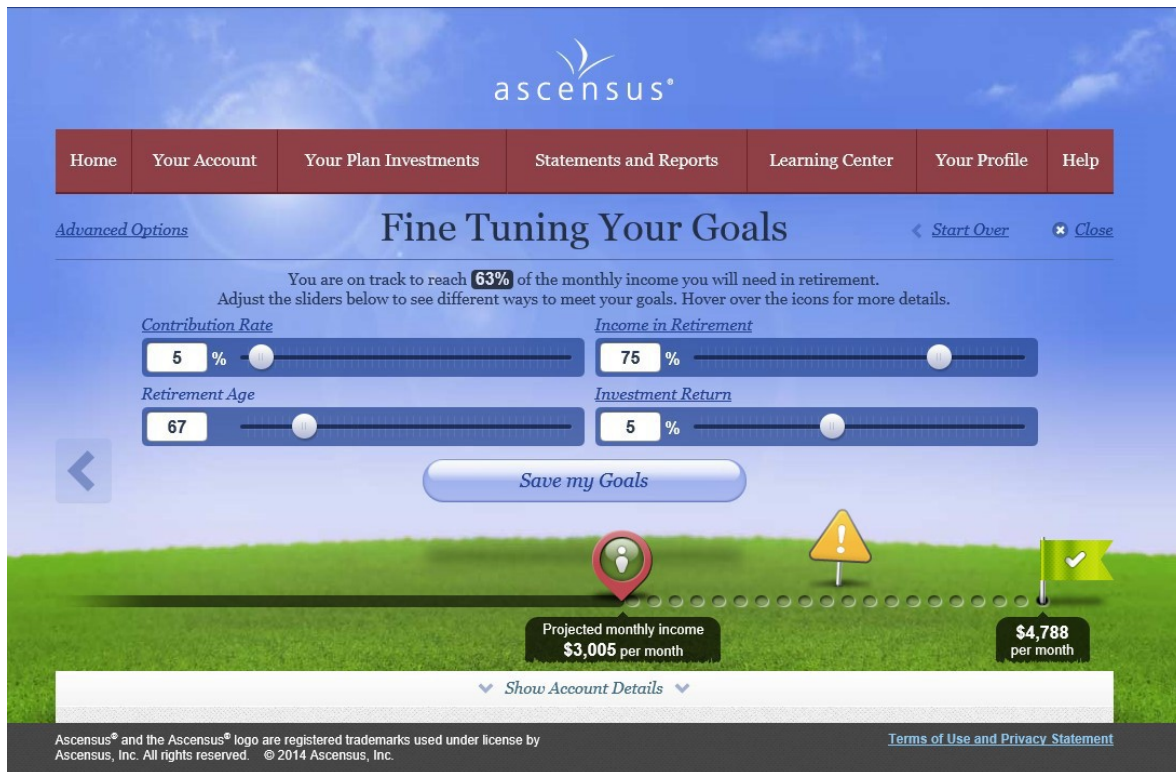 ascensus®
Home Your Account Your Plan Investments Statements and Reports Learning Center Your Profile Help
Advanced Options Fine Tuning Your Goals Start Over Close
You are on track to reach 63% of the monthly income you will need in retirement.
Adjust the sliders below to see different ways to meet your goals. Hover over the icons for more details.
Contribution Rate Income in Retirement
5 % 75 %
Retirement Age Investment Return
67 5 %
Save my Goals
Projected monthly income
$3,005 per month
$4,788
per month
Show Account Details
Ascensus® and the Ascensus® logo are registered trademarks used under license by
Ascensus, Inc. All rights reserved. © 2014 Ascensus, Inc.
Terms of Use and Privacy Statement